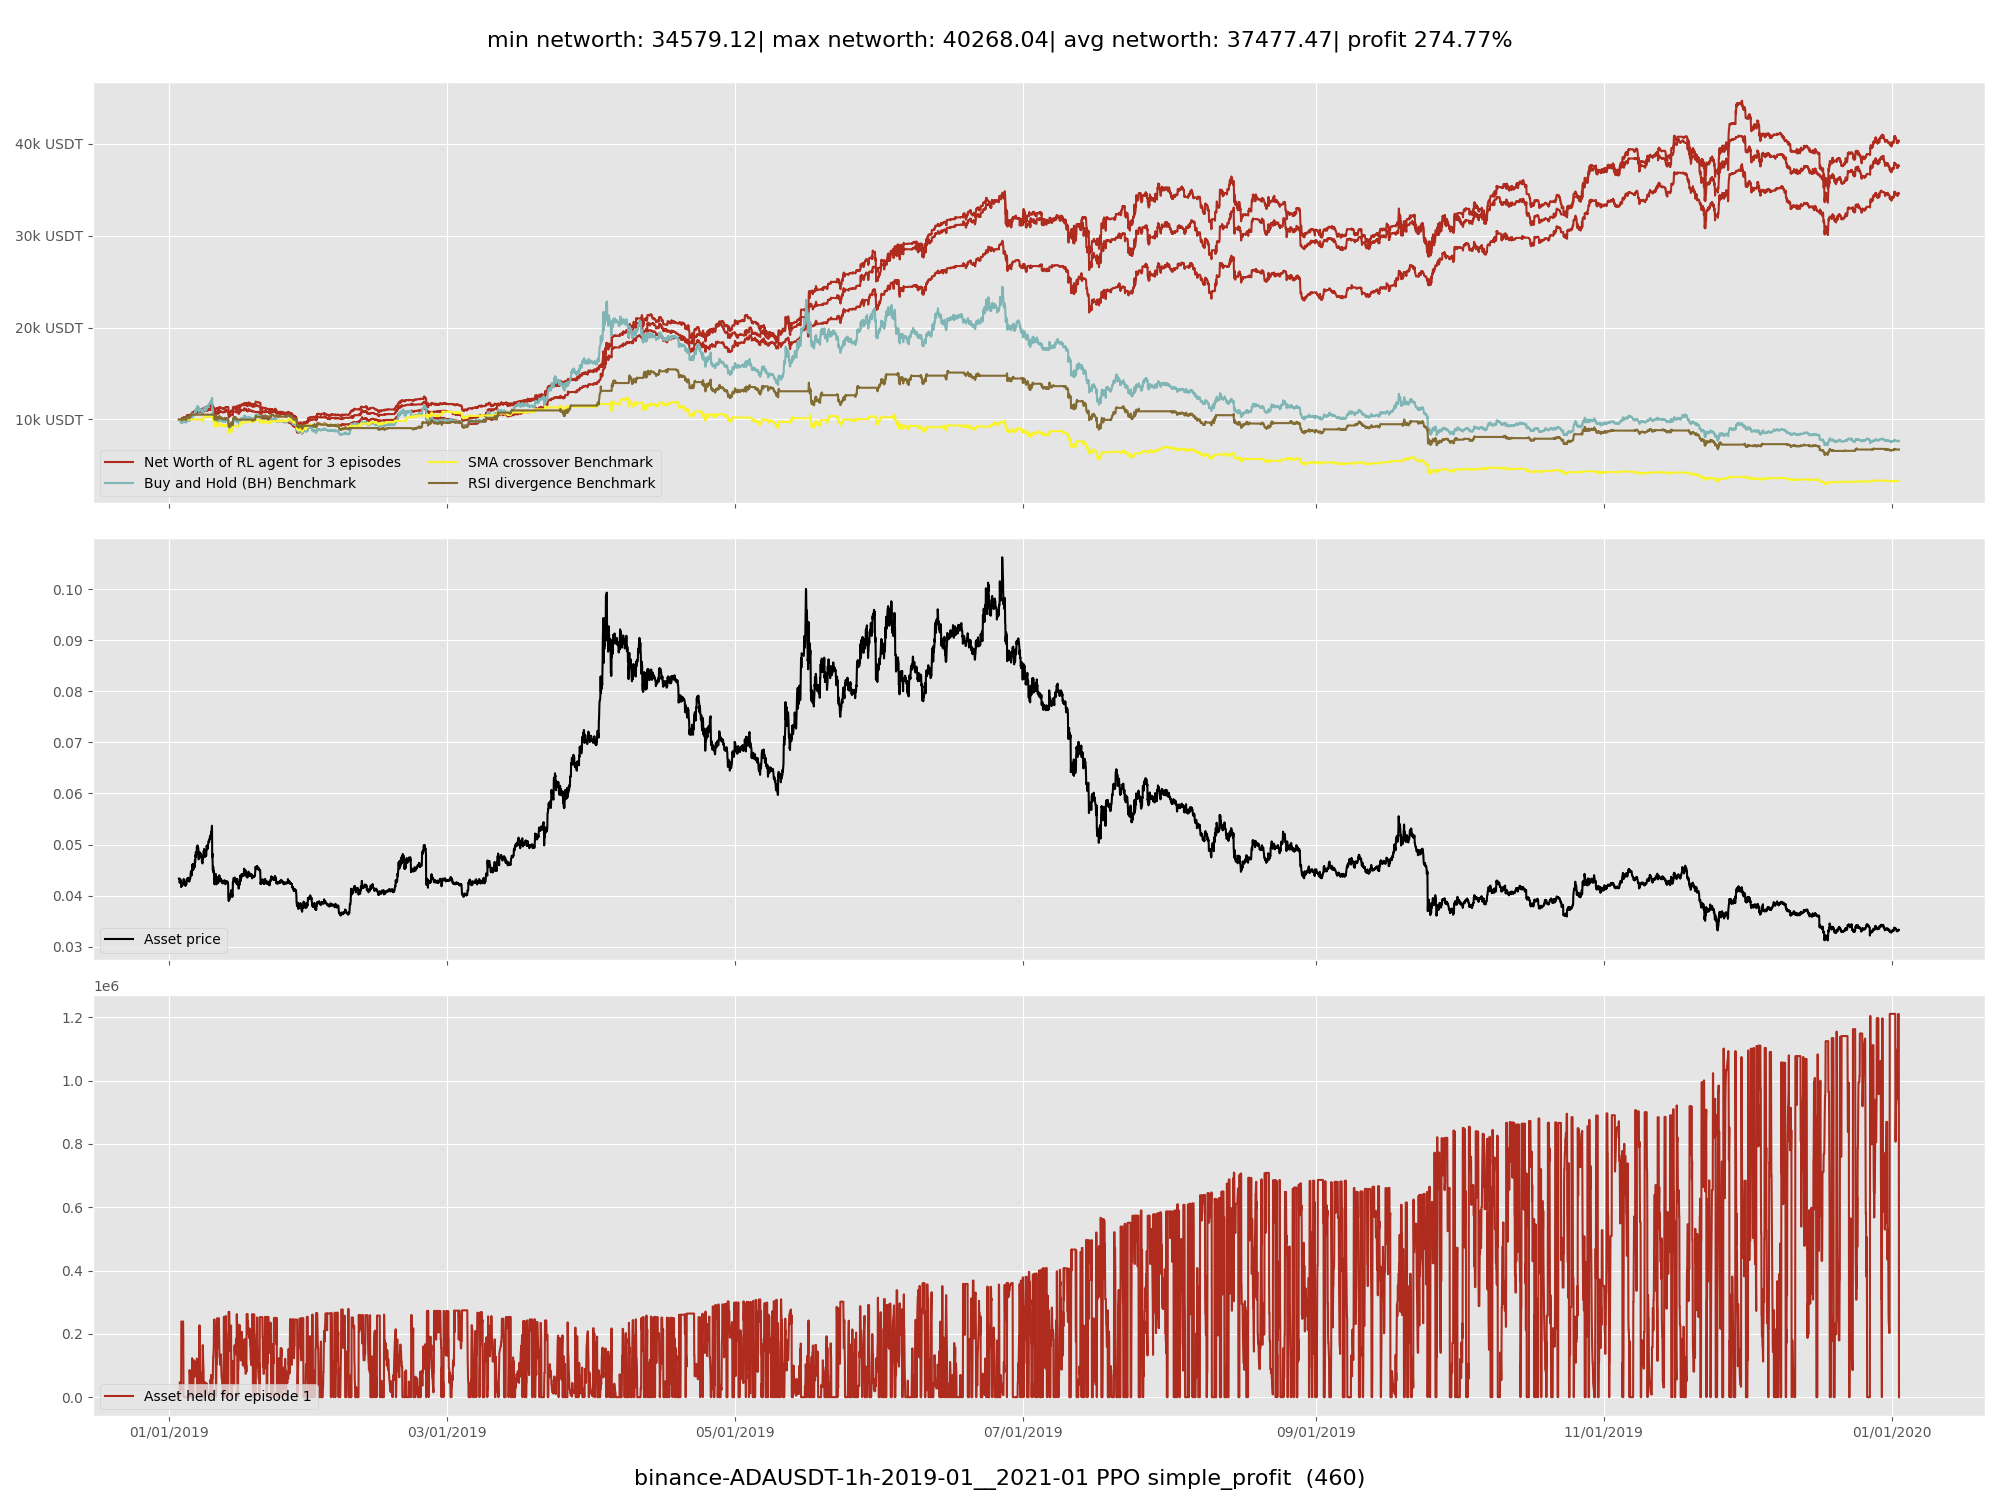 min networth: 34579.12| max networth: 40268.04| avg networth: 37477.47| profit 274.77%
40k USDT
30k USDT
20k USDT
10k USDT
Net Worth of RL agent for 3 episodes
Buy and Hold (BH) Benchmark
SMA crossover Benchmark
RSI divergence Benchmark
0.10
0.09
0.08
0.07
0.06
0.05
0.04
0.03
Asset price
1e6
1.2
1.0
0.8
0.6
0.4
0.2
0.0
Asset held for episode 1
01/01/2019 03/01/2019 05/01/2019 07/01/2019 09/01/2019 11/01/2019 01/01/2020
binance-ADAUSDT-1h-2019-01__2021-01 PPO simple_profit  (460)